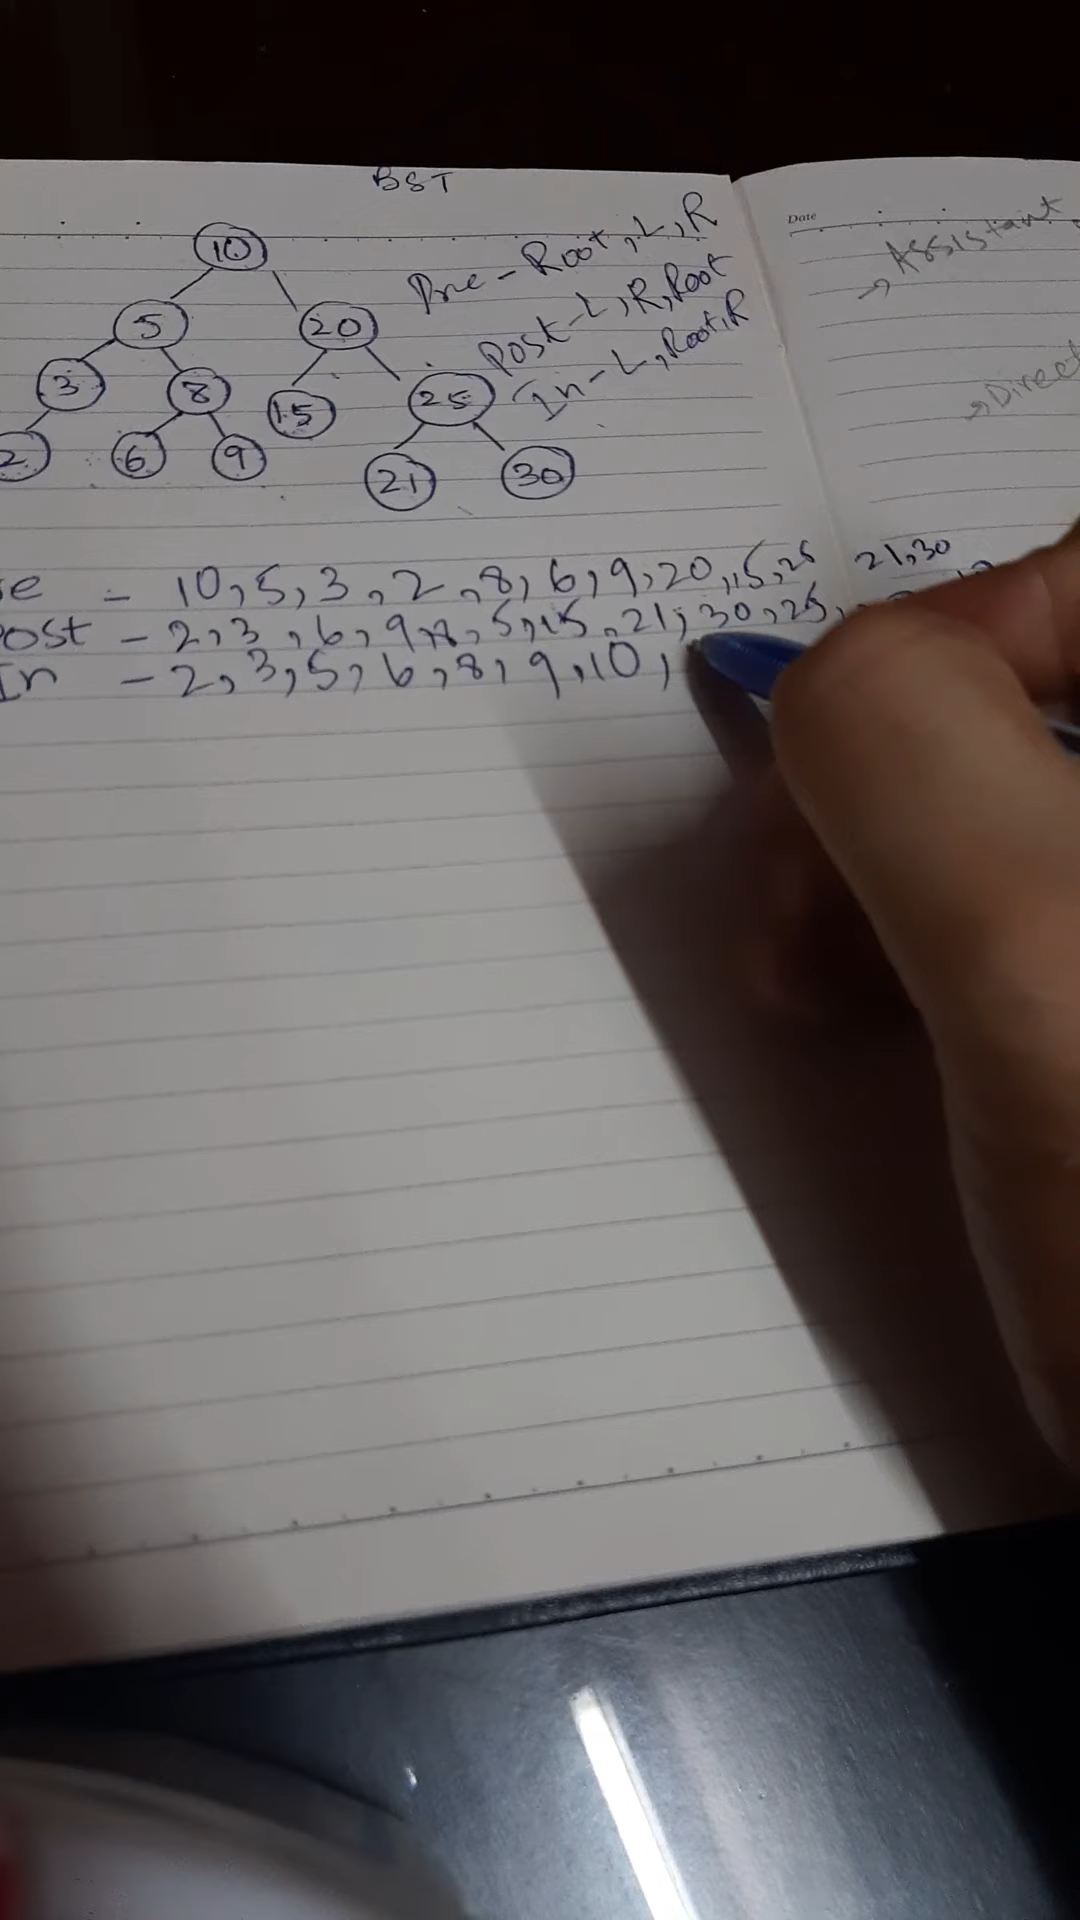 BST
10
Pre - Root, L, R
5
20
Post - L, R, Root
3
8
15
25
In - L, Root, R
2
6
9
21
30
e - 10, 5, 3, 2, 8, 6, 9, 20, 15, 25 21, 30
ost - 2, 3, 6, 9, 8, 5, 15, 21, 30, 25,
In - 2, 3, 5, 6, 8, 9, 10,
Date
→ Assistant
→ Direct